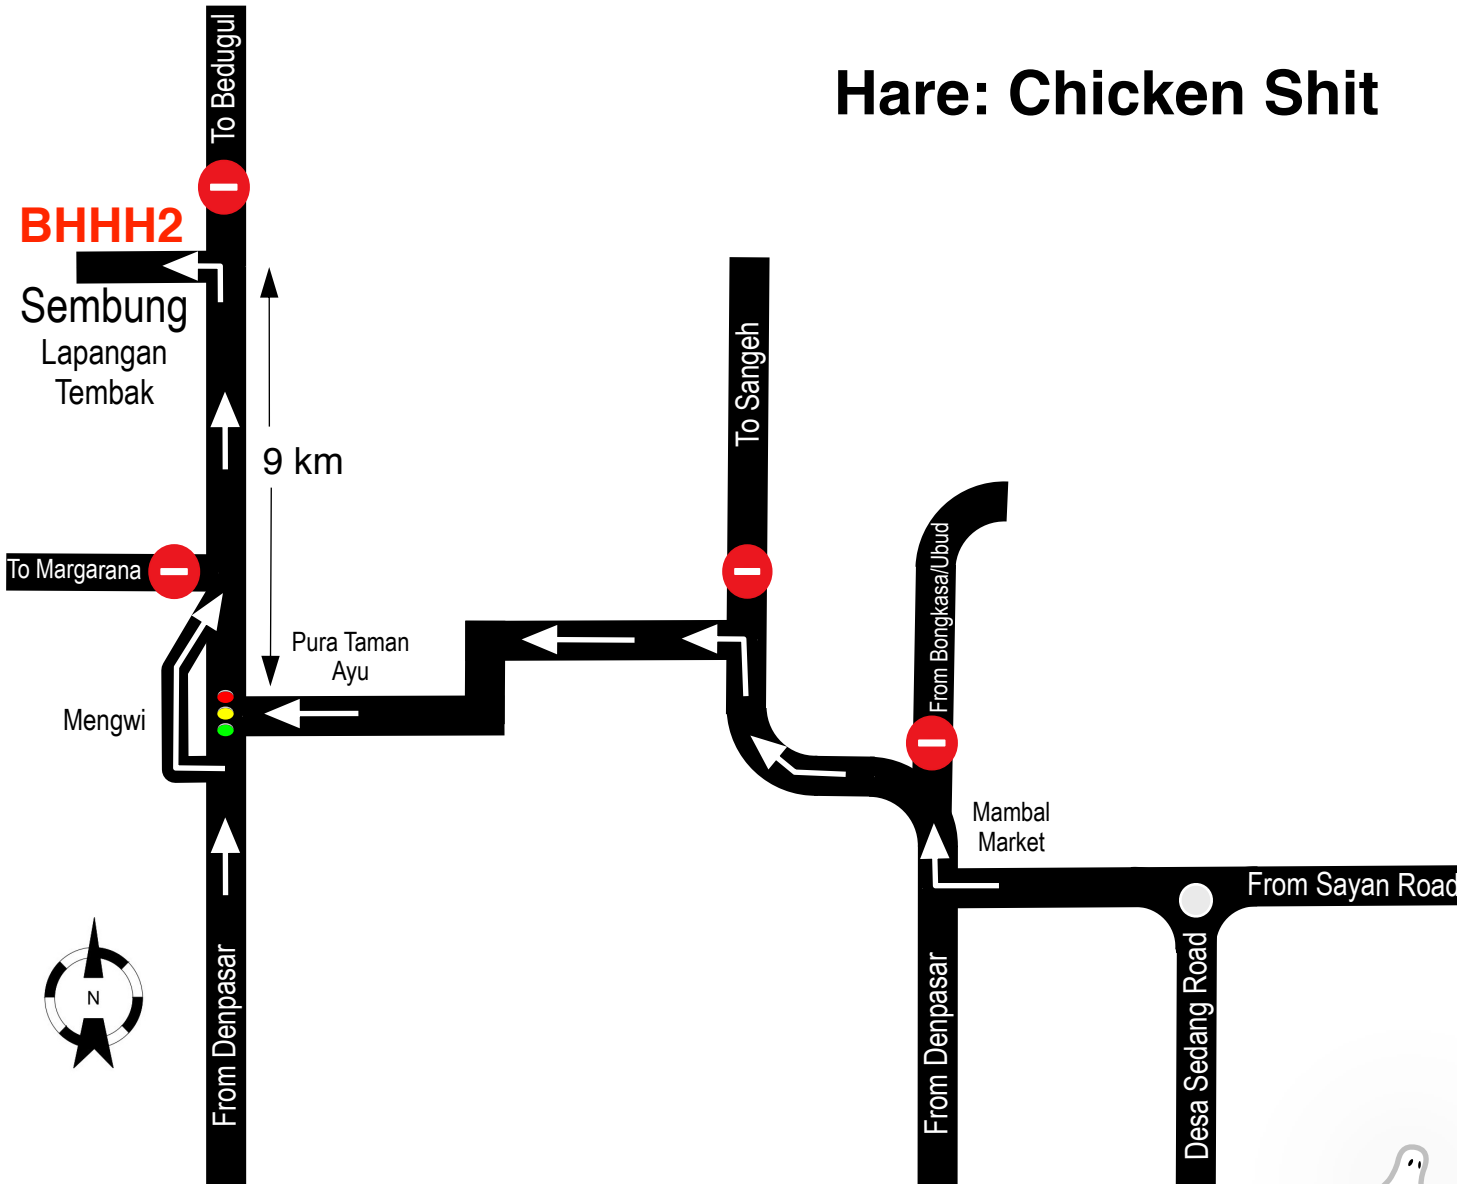 To Bedugul
Hare: Chicken Shit
BHHH2
Sembung
Lapangan
Tembak
9 km
To Sangeh
To Margarana
From Bongkasa/Ubud
Pura Taman
Ayu
Mengwi
Mambal
Market
From Sayan Road
N
From Denpasar
From Denpasar
Desa Sedang Road